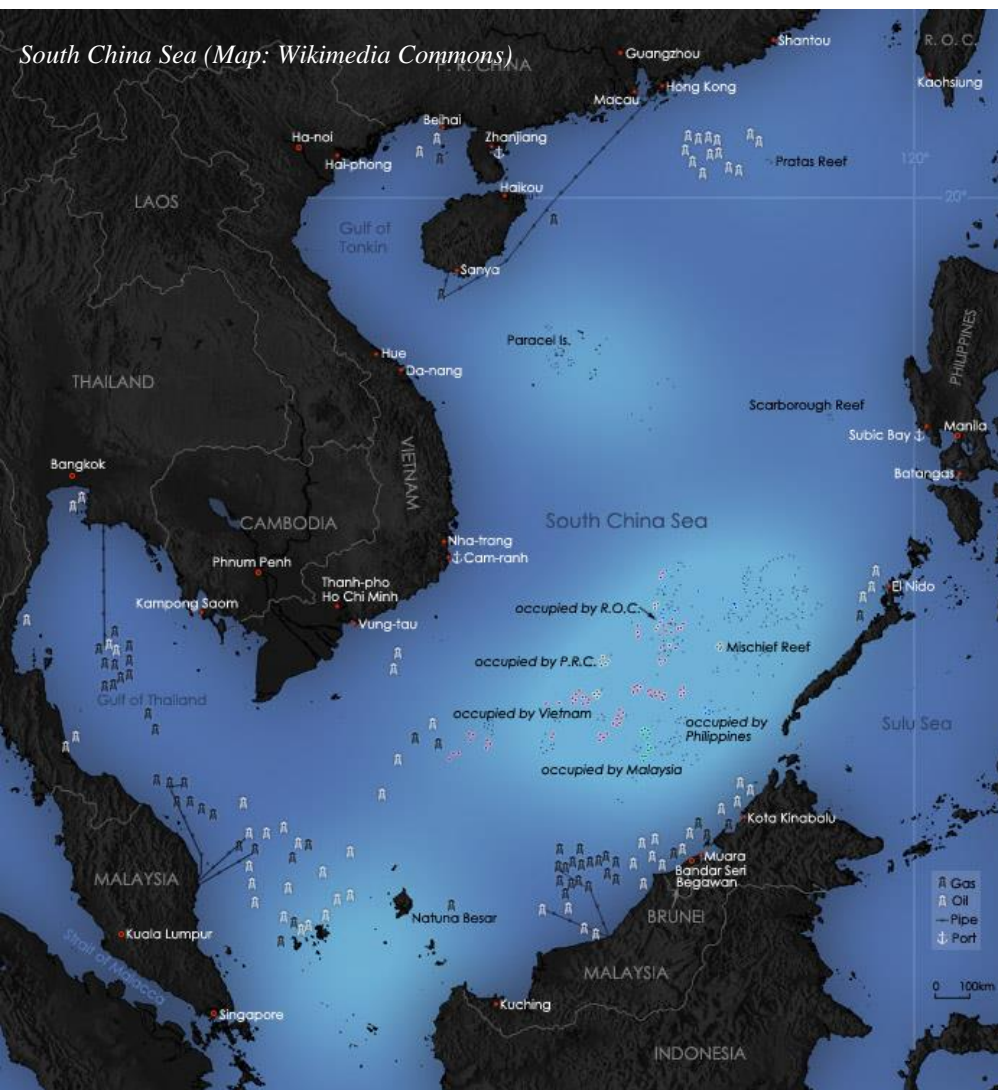 South China Sea (Map: Wikimedia Commons)
P. R. CHINA
Guangzhou
Shantou
R. O. C.
Kaohsiung
Macau
Hong Kong
Beihai
Zhanjiang
Ha-noi
Hai-phong
Pratas Reef
120°
20°
Haikou
LAOS
Gulf of
Tonkin
Sanya
Paracel Is.
Hue
Da-nang
THAILAND
PHILIPPINES
Scarborough Reef
Subic Bay
Manila
Batangas
Bangkok
VIETNAM
South China Sea
CAMBODIA
Nha-trang
Cam-ranh
Phnum Penh
Thanh-pho
Ho Chi Minh
Kampong Saom
Vung-tau
El Nido
occupied by R.O.C.
Mischief Reef
occupied by P.R.C.
Gulf of Thailand
occupied by Vietnam
occupied by
Philippines
Sulu Sea
occupied by Malaysia
Kota Kinabalu
Muara
Bandar Seri
Begawan
MALAYSIA
Natuna Besar
BRUNEI
Gas
Oil
Pipe
Port
Kuala Lumpur
Strait of Malacca
MALAYSIA
0 100km
Kuching
Singapore
INDONESIA